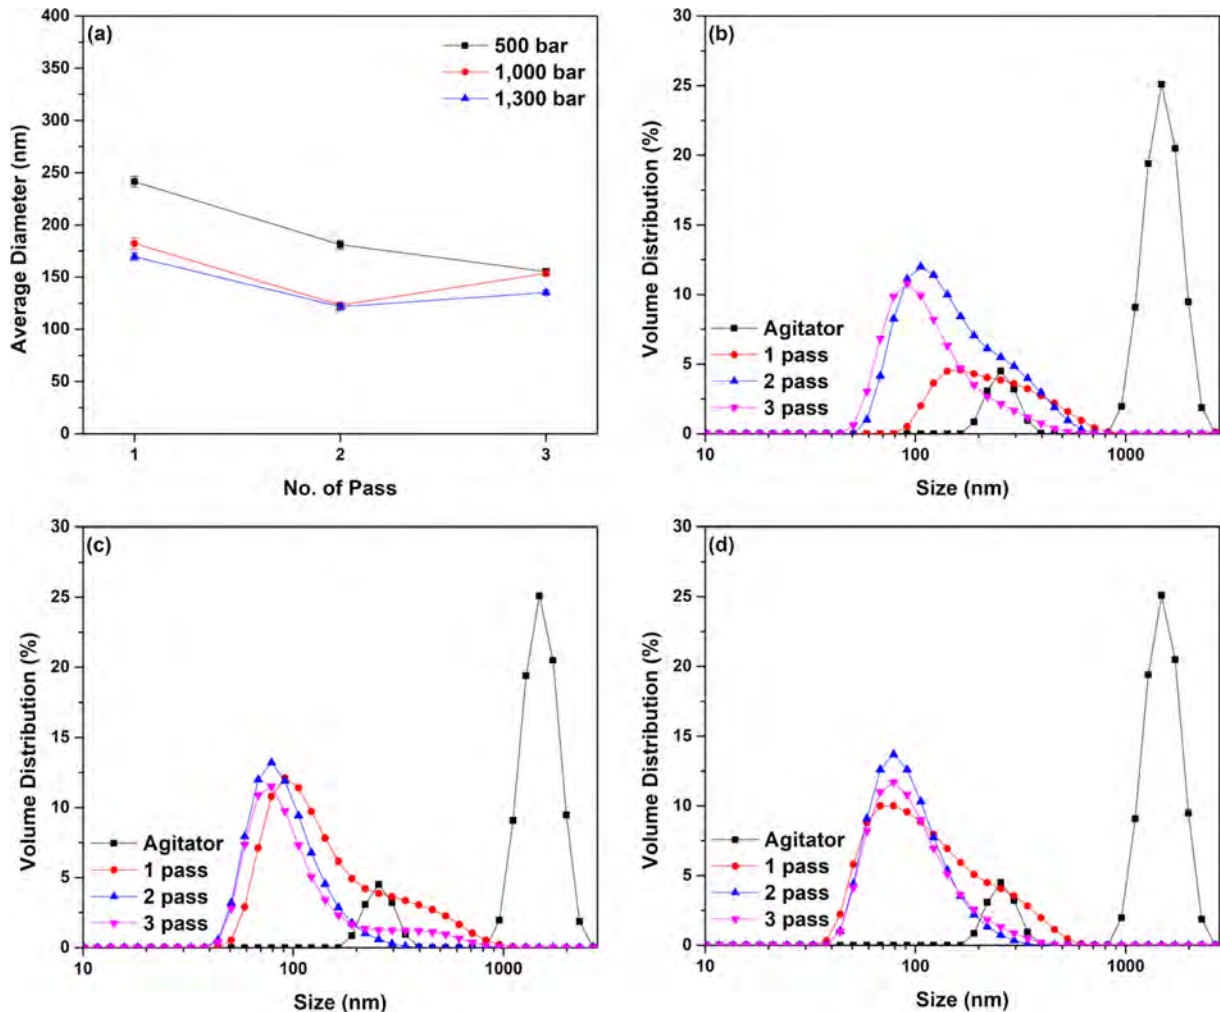 (a)
500 bar
1,000 bar
1,300 bar
400
350
300
250
200
150
100
50
0
Average Diameter (nm)
1 2 3
No. of Pass
(b)
30
25
20
15
10
5
0
Volume Distribution (%)
Agitator
1 pass
2 pass
3 pass
10 100 1000
Size (nm)
(c)
30
25
20
15
10
5
0
Volume Distribution (%)
Agitator
1 pass
2 pass
3 pass
10 100 1000
Size (nm)
(d)
30
25
20
15
10
5
0
Volume Distribution (%)
Agitator
1 pass
2 pass
3 pass
10 100 1000
Size (nm)